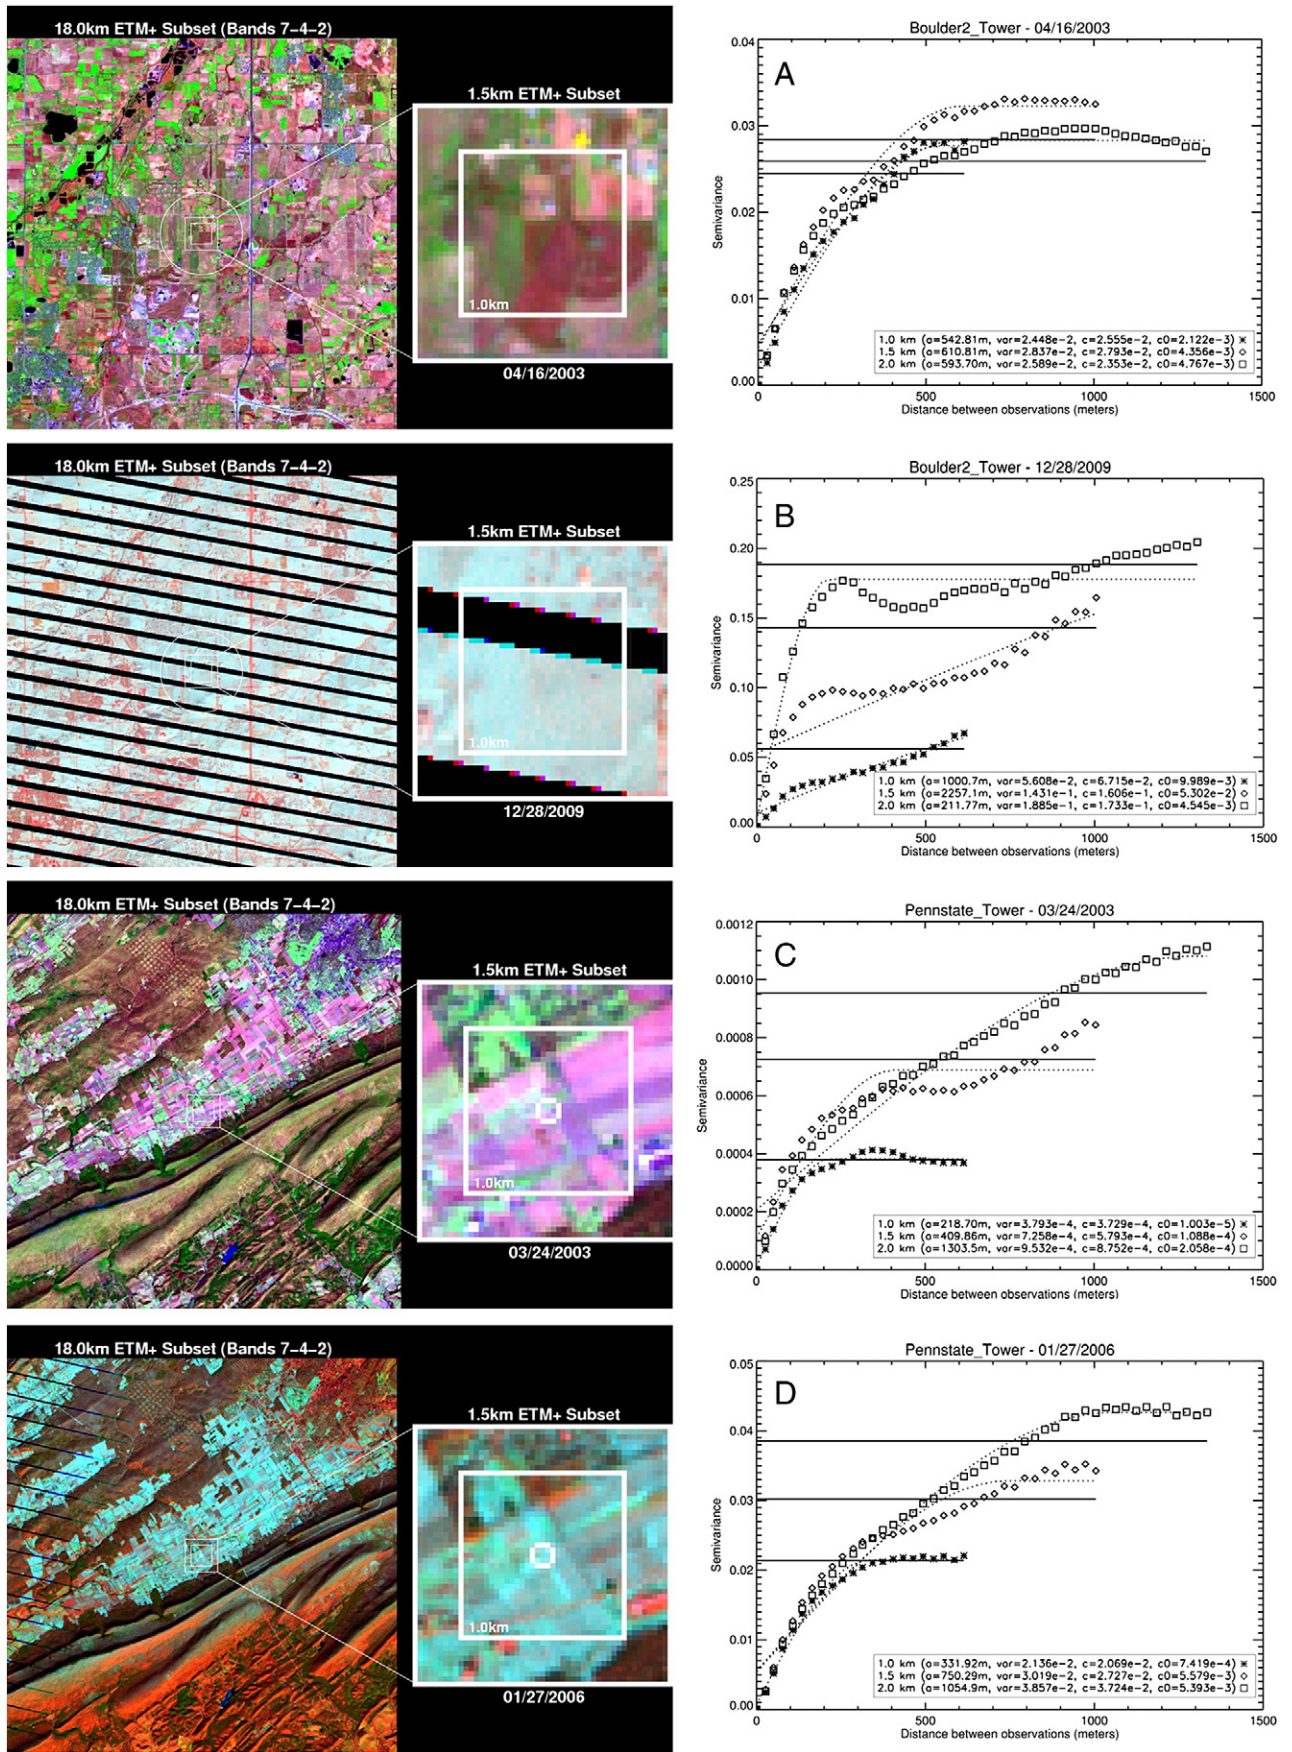 18.0km ETM+ Subset (Bands 7-4-2)
1.5km ETM+ Subset
1.0km
04/16/2003
Boulder2_Tower - 04/16/2003
A
0.04
0.03
0.02
0.01
0.00
Semivariance
1.0 km (a=542.81m, var=2.448e-2, c=2.555e-2, c0=2.122e-3)
1.5 km (a=610.81m, var=2.837e-2, c=2.793e-2, c0=4.356e-3)
2.0 km (a=593.70m, var=2.589e-2, c=2.353e-2, c0=4.767e-3)
0 500 1000 1500
Distance between observations (meters)
18.0km ETM+ Subset (Bands 7-4-2)
1.5km ETM+ Subset
1.0km
12/28/2009
Boulder2_Tower - 12/28/2009
B
0.25
0.20
0.15
0.10
0.05
0.00
Semivariance
1.0 km (a=1000.7m, var=5.608e-2, c=6.715e-2, c0=9.989e-3)
1.5 km (a=2257.1m, var=1.431e-1, c=1.606e-1, c0=5.302e-2)
2.0 km (a=211.77m, var=1.885e-1, c=1.733e-1, c0=4.545e-3)
0 500 1000 1500
Distance between observations (meters)
18.0km ETM+ Subset (Bands 7-4-2)
1.5km ETM+ Subset
1.0km
03/24/2003
Pennstate_Tower - 03/24/2003
C
0.0012
0.0010
0.0008
0.0006
0.0004
0.0002
0.0000
Semivariance
1.0 km (a=218.70m, var=3.793e-4, c=3.729e-4, c0=1.003e-5)
1.5 km (a=409.86m, var=7.258e-4, c=5.793e-4, c0=1.088e-4)
2.0 km (a=1303.5m, var=9.532e-4, c=8.752e-4, c0=2.058e-4)
0 500 1000 1500
Distance between observations (meters)
18.0km ETM+ Subset (Bands 7-4-2)
1.5km ETM+ Subset
1.0km
01/27/2006
Pennstate_Tower - 01/27/2006
D
0.05
0.04
0.03
0.02
0.01
0.00
Semivariance
1.0 km (a=331.92m, var=2.136e-2, c=2.069e-2, c0=7.419e-4)
1.5 km (a=750.29m, var=3.019e-2, c=2.727e-2, c0=5.579e-3)
2.0 km (a=1054.9m, var=3.857e-2, c=3.724e-2, c0=5.393e-3)
0 500 1000 1500
Distance between observations (meters)